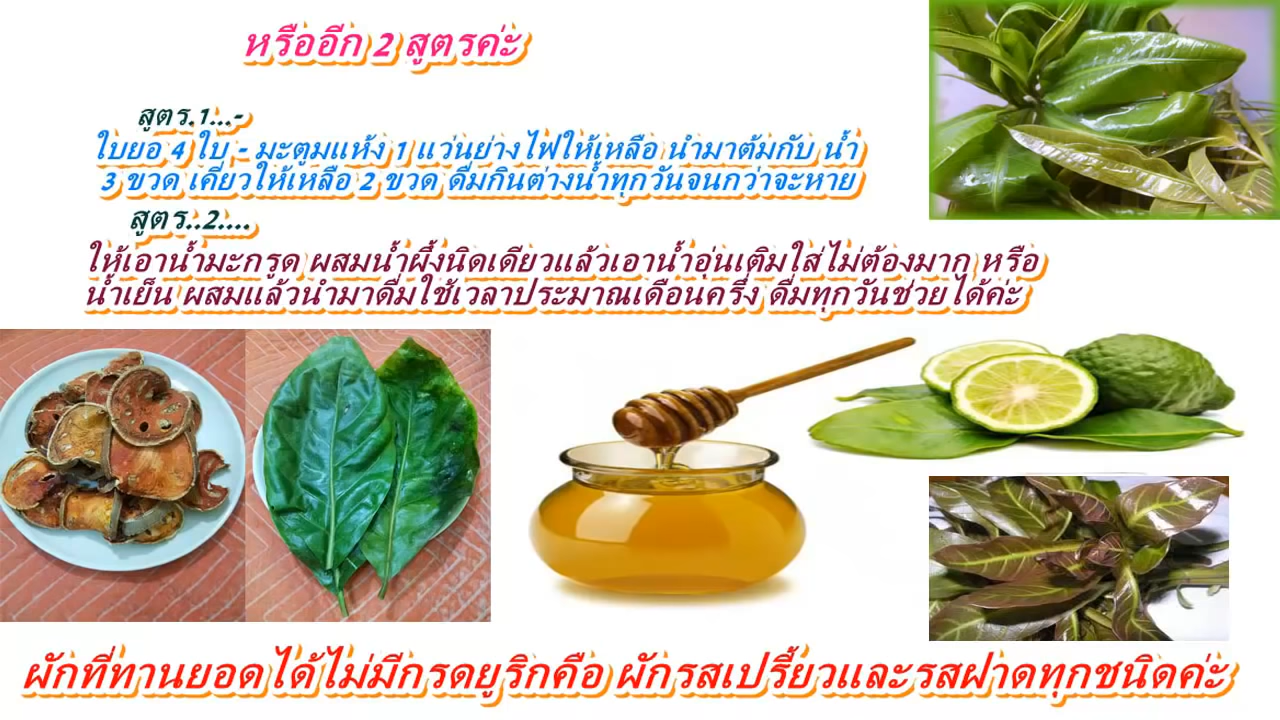 หรืออีก 2 สูตรค่ะ
สูตร.1...-
ใบยอ 4 ใบ - มะตูมแห้ง 1 แว่นย่างไฟให้เหลือ นำมาต้มกับ น้ำ
3 ขวด เคี่ยวให้เหลือ 2 ขวด ดื่มกินต่างน้ำทุกวันจนกว่าจะหาย
สูตร..2....
ให้เอาน้ำมะกรูด ผสมน้ำผึ้งนิดเดียวแล้วเอาน้ำอุ่นเติมใส่ไม่ต้องมาก หรือ
น้ำเย็น ผสมแล้วนำมาดื่มใช้เวลาประมาณเดือนครึ่ง ดื่มทุกวันช่วยได้ค่ะ
ผักที่ทานยอดได้ไม่มีกรดยูริกคือ ผักรสเปรี้ยวและรสฝาดทุกชนิดค่ะ